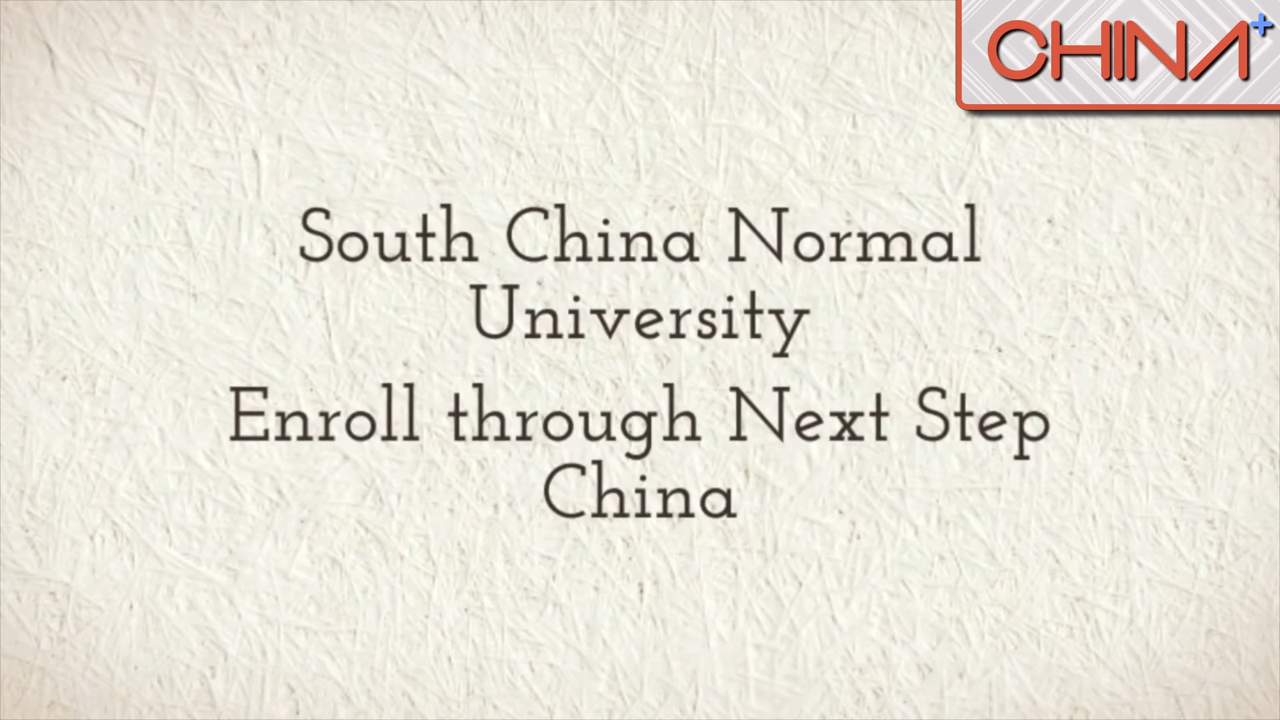 CHINA+
South China Normal
University
Enroll through Next Step
China